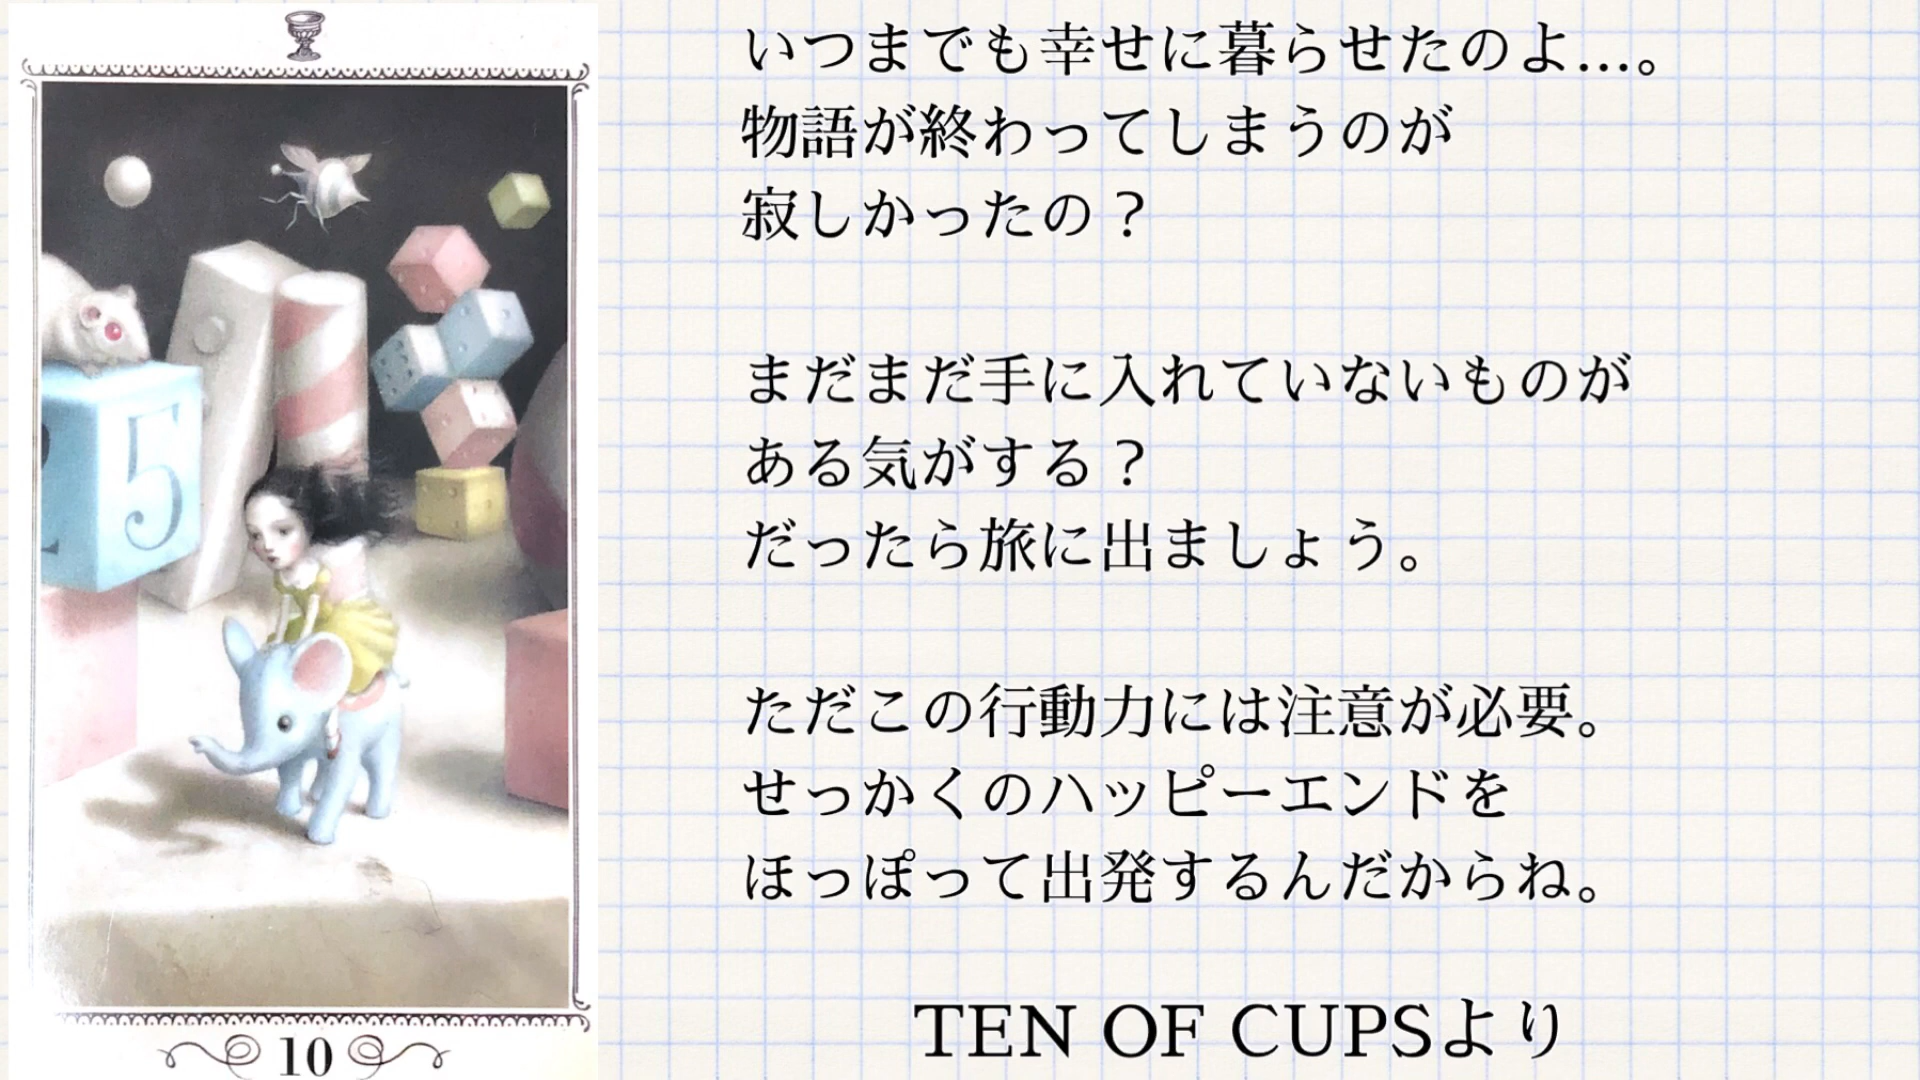 いつまでも幸せに暮らせたのよ…。
物語が終わってしまうのが
寂しかったの？
まだまだ手に入れていないものが
ある気がする？
だったら旅に出ましょう。
ただこの行動力には注意が必要。
せっかくのハッピーエンドを
ほっぽって出発するんだからね。
TEN OF CUPSより
5
10